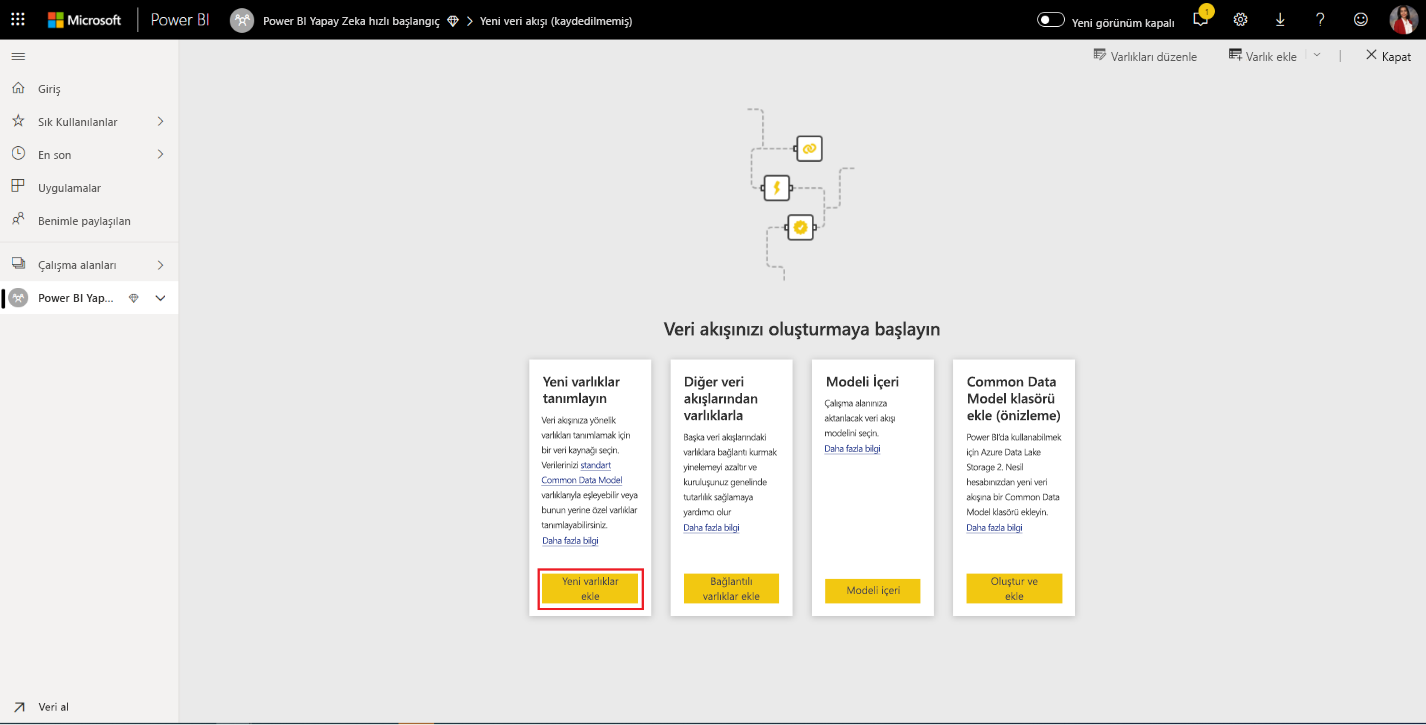 Microsoft Power BI Power BI Yapay Zeka hızlı başlangıç Yeni veri akışı (kaydedilmemiş) Yeni görünüm kapalı 1
Varlıkları düzenle Varlık ekle Kapat
Giriş
Sık Kullanılanlar
En son
Uygulamalar
Benimle paylaşılan
Çalışma alanları
Power BI Yap...
Veri al
Veri akışınızı oluşturmaya başlayın
Yeni varlıklar
tanımlayın
Veri akışınıza yönelik
varlıkları tanımlamak için
bir veri kaynağı seçin.
Verilerinizi standart
Common Data Model
varlıklarıyla eşleyebilir veya
bunun yerine özel varlıklar
tanımlayabilirsiniz.
Daha fazla bilgi
Yeni varlıklar
ekle
Diğer veri
akışlarından
varlıklarla
Başka veri akışlarındaki
varlıklara bağlantı kurmak
yinelemeyi azaltır ve
kuruluşunuz genelinde
tutarlılık sağlamaya
yardımcı olur
Daha fazla bilgi
Bağlantılı
varlıklar ekle
Modeli İçeri
Çalışma alanınıza
aktarılacak veri akışı
modelini seçin.
Daha fazla bilgi
Modeli içeri
Common Data
Model klasörü
ekle (önizleme)
Power BI'da kullanabilmek
için Azure Data Lake
Storage 2. Nesil
hesabınızdan yeni veri
akışına bir Common Data
Model klasörü ekleyin.
Daha fazla bilgi
Oluştur ve
ekle